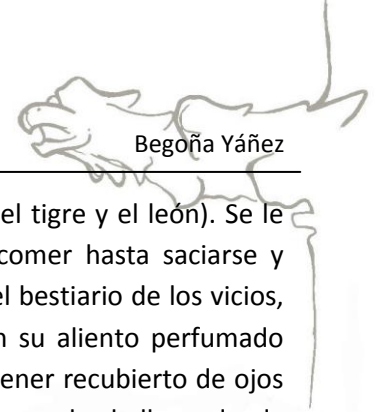 Begoña Yáñez
el tigre y el león). Se le
comer hasta saciarse y
el bestiario de los vicios,
su aliento perfumado
tener recubierto de ojos